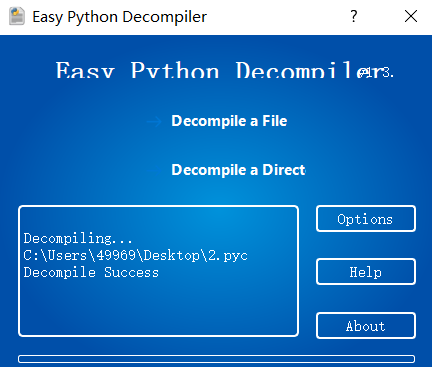 Easy Python Decompiler
?
Easy Python Decompiler
v1.3.
Decompile a File
Decompile a Direct
Decompiling...
C:\Users\49969\Desktop\2.pyc
Decompile Success
Options
Help
About